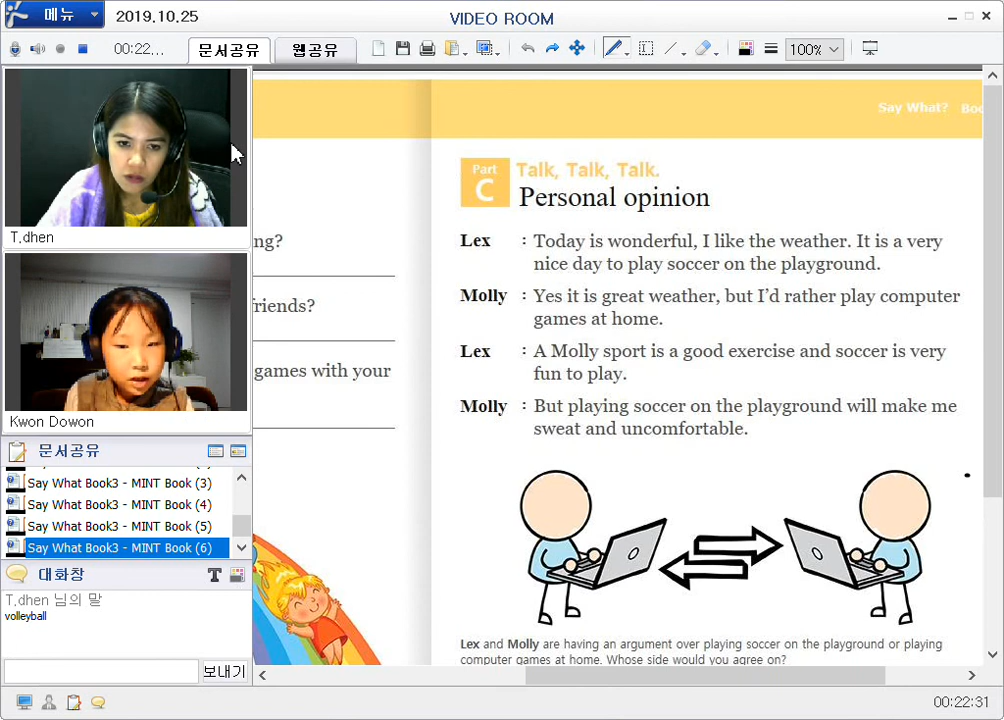 메뉴
2019.10.25
VIDEO ROOM
00:22...
문서공유
웹공유
100%
T.dhen
Kwon Dowon
문서공유
Say What Book3 - MINT Book (3)
Say What Book3 - MINT Book (4)
Say What Book3 - MINT Book (5)
Say What Book3 - MINT Book (6)
대화창
T
T.dhen 님의 말
volleyball
보내기
ng?
friends?
games with your
Say What? Boo
Part
C
Talk, Talk, Talk.
Personal opinion
Lex : Today is wonderful, I like the weather. It is a very
nice day to play soccer on the playground.
Molly : Yes it is great weather, but I'd rather play computer
games at home.
Lex : A Molly sport is a good exercise and soccer is very
fun to play.
Molly : But playing soccer on the playground will make me
sweat and uncomfortable.
Lex and Molly are having an argument over playing soccer on the playground or playing
computer games at home. Whose side would you agree on?
00:22:31